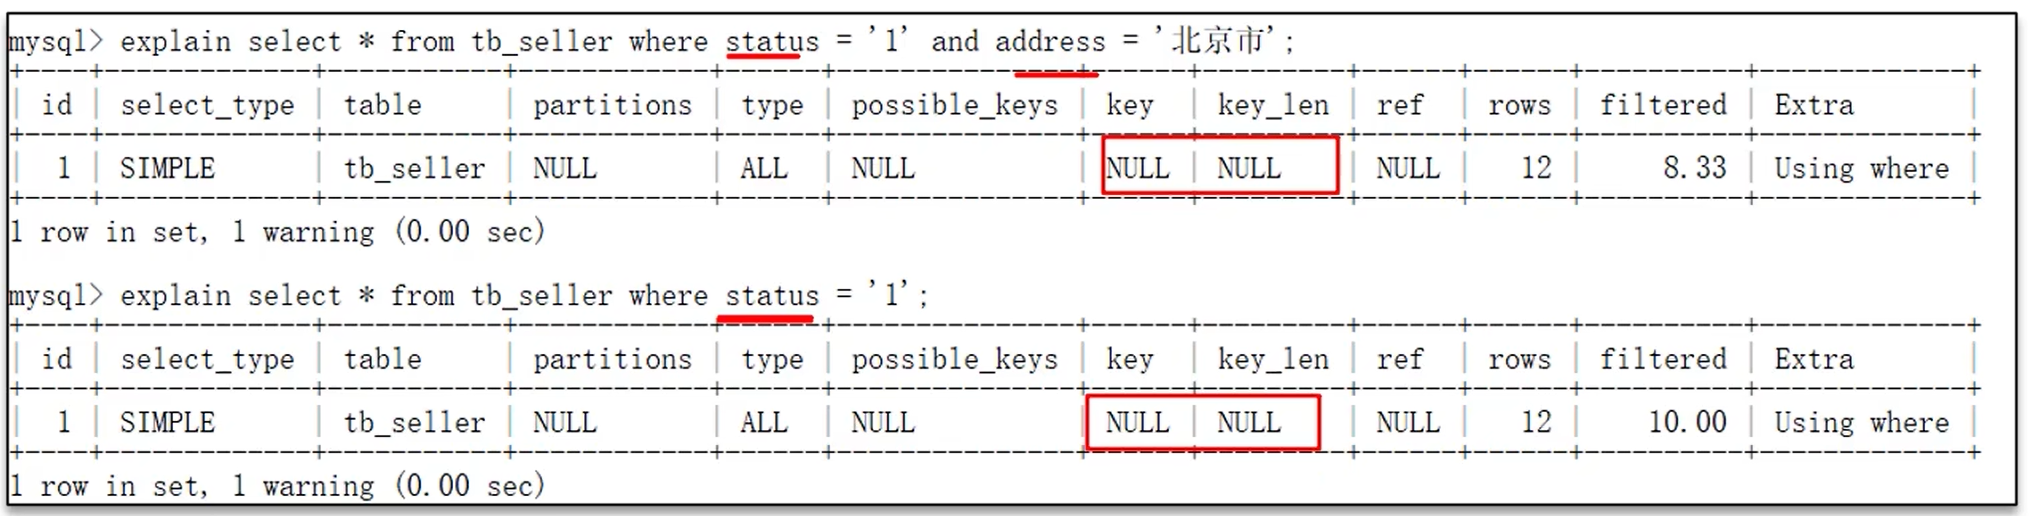 mysql> explain select * from tb_seller where status = '1' and address = '北京市';
+----+-------------+-----------+------------+------+---------------+------+---------+------+------+----------+-------------+
| id | select_type | table | partitions | type | possible_keys | key | key_len | ref | rows | filtered | Extra |
+----+-------------+-----------+------------+------+---------------+------+---------+------+------+----------+-------------+
| 1 | SIMPLE | tb_seller | NULL | ALL | NULL | NULL | NULL | NULL | 12 | 8.33 | Using where |
+----+-------------+-----------+------------+------+---------------+------+---------+------+------+----------+-------------+
1 row in set, 1 warning (0.00 sec)
mysql> explain select * from tb_seller where status = '1';
+----+-------------+-----------+------------+------+---------------+------+---------+------+------+----------+-------------+
| id | select_type | table | partitions | type | possible_keys | key | key_len | ref | rows | filtered | Extra |
+----+-------------+-----------+------------+------+---------------+------+---------+------+------+----------+-------------+
| 1 | SIMPLE | tb_seller | NULL | ALL | NULL | NULL | NULL | NULL | 12 | 10.00 | Using where |
+----+-------------+-----------+------------+------+---------------+------+---------+------+------+----------+-------------+
1 row in set, 1 warning (0.00 sec)